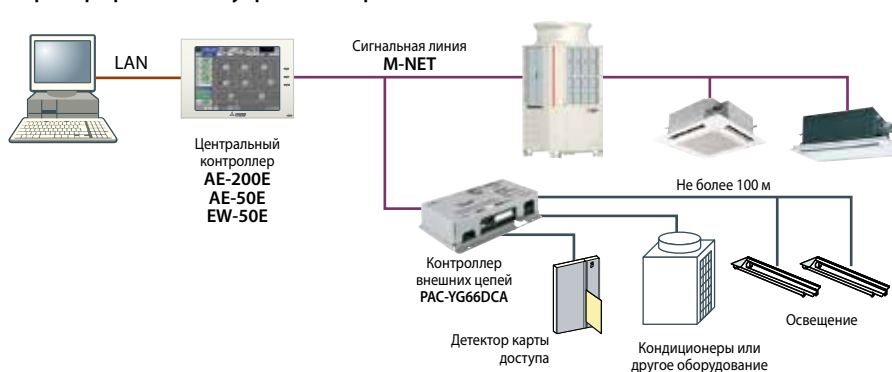 LAN
Сигнальная линия
M-NET
Центральный
контроллер
AE-200E
AE-50E
EW-50E
Не более 100 м
Контроллер
внешних цепей
PAC-YG66DCA
Детектор карты
доступа
Кондиционеры или
другое оборудование
Освещение